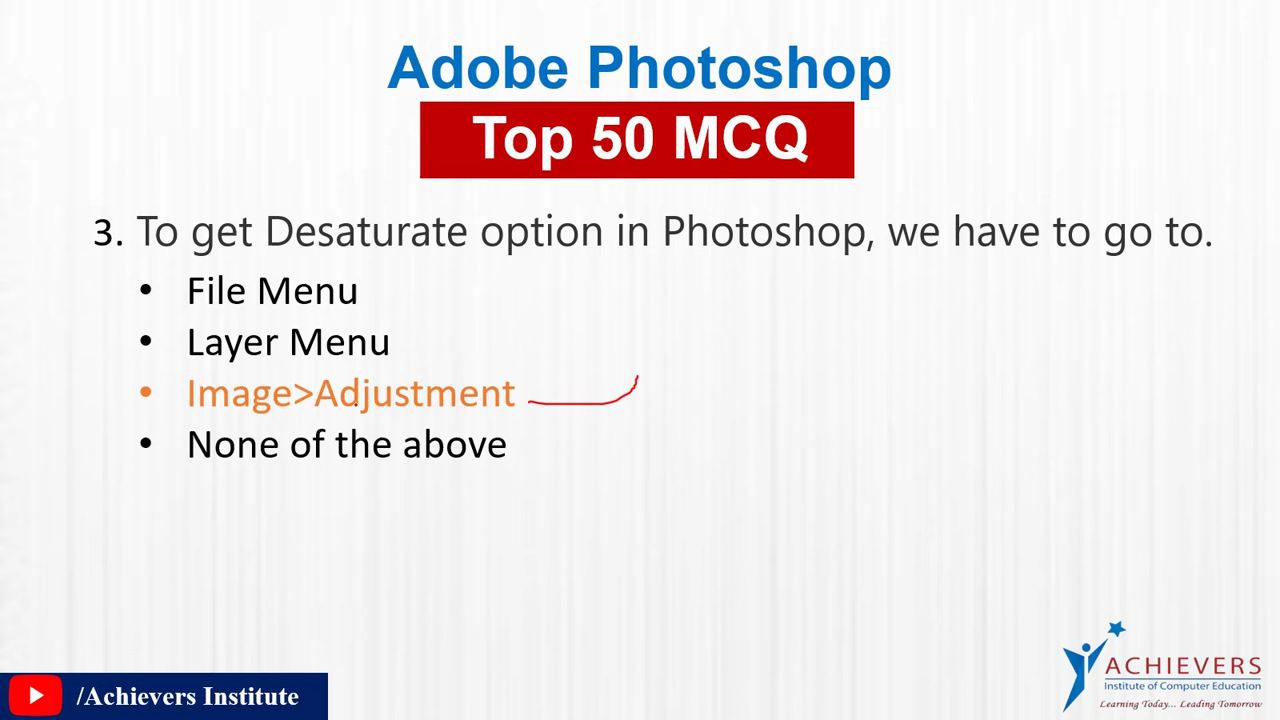 Adobe Photoshop
Top 50 MCQ
3. To get Desaturate option in Photoshop, we have to go to.
• File Menu
• Layer Menu
• Image>Adjustment
• None of the above
/Achievers Institute
ACHIEVERS
Institute of Computer Education
Learning Today... Leading Tomorrow